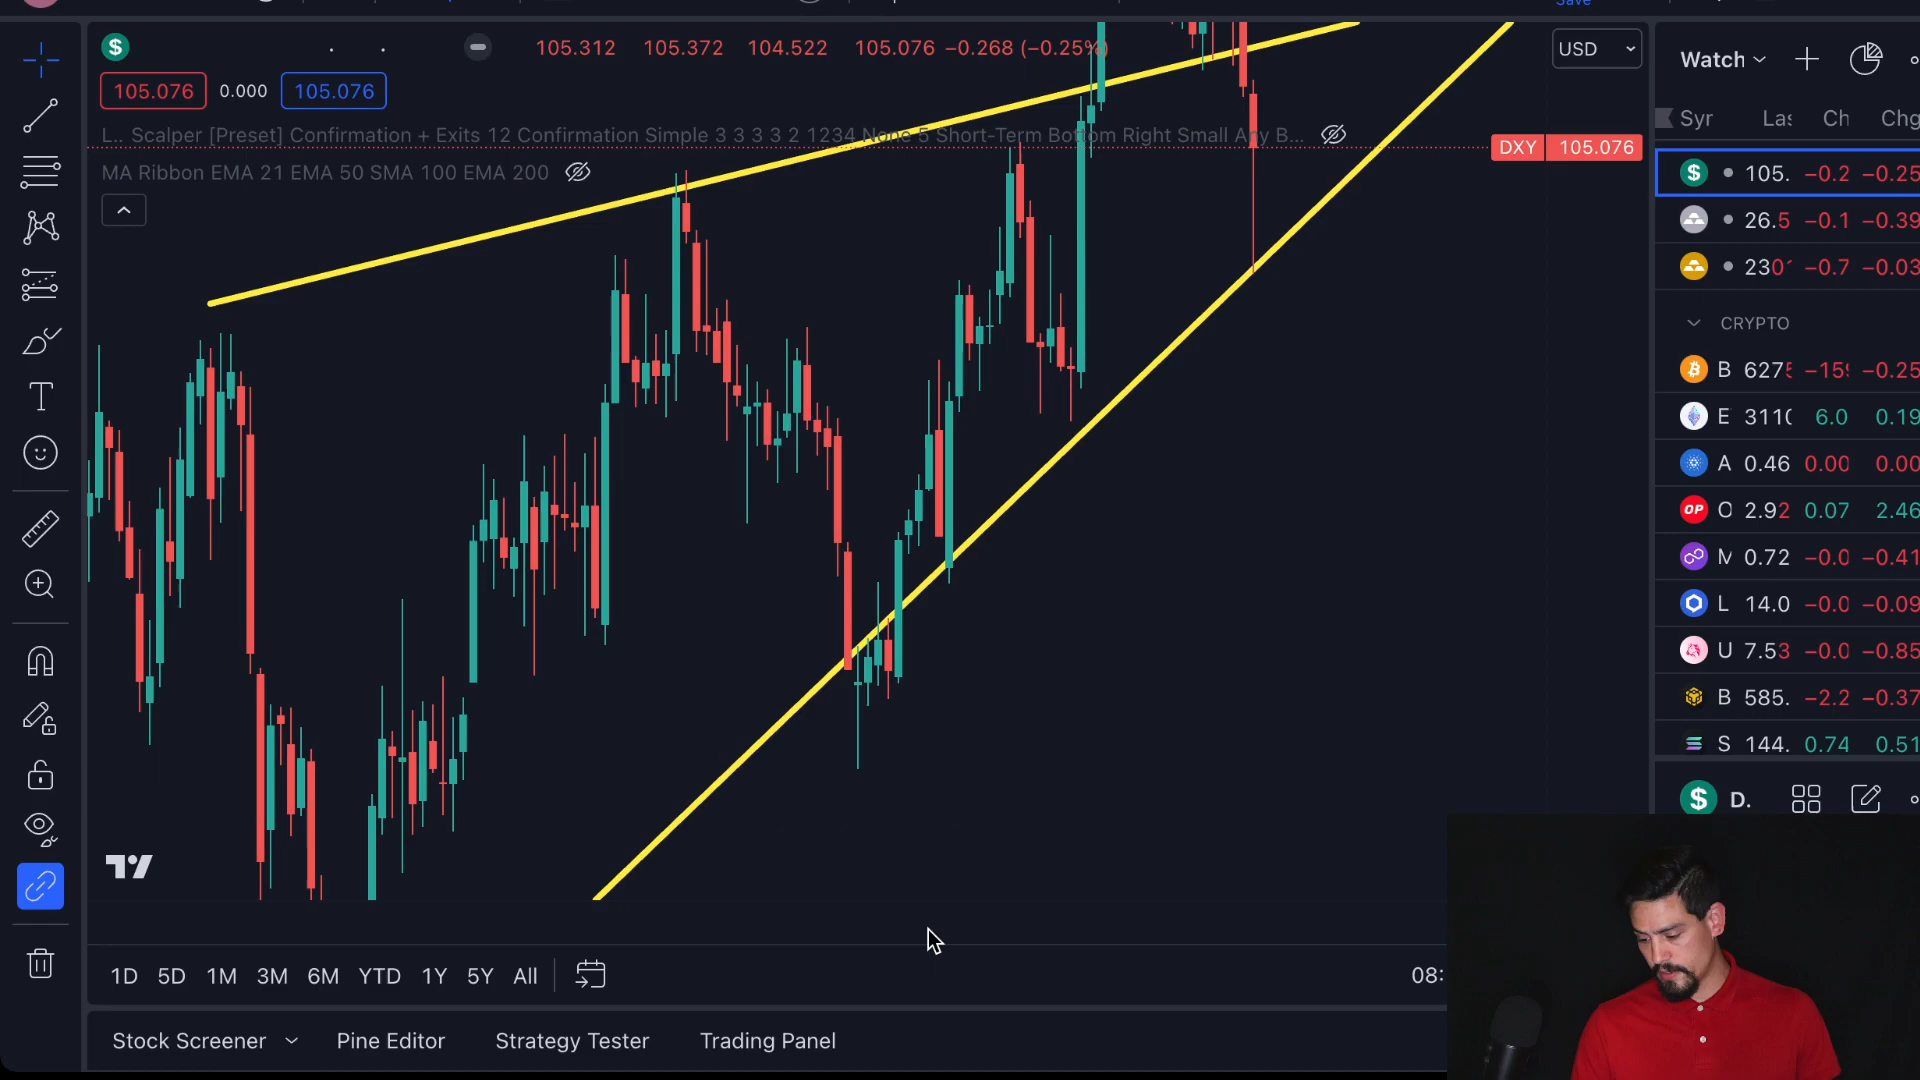 Save
$ 105.312 105.372 104.522 105.076 −0.268 (−0.25%)
USD
105.076 0.000 105.076
L.. Scalper [Preset] Confirmation + Exits 12 Confirmation Simple 3 3 3 3 2 1234 None 5 Short-Term Bottom Right Small Any B...
MA Ribbon EMA 21 EMA 50 SMA 100 EMA 200
DXY 105.076
Watch
Syr Las Ch Chg
$ 105. −0.2 −0.25
26.5 −0.1 −0.39
230 −0.7 −0.03
CRYPTO
B 6275 −15 −0.25
E 3110 6.0 0.19
A 0.46 0.00 0.00
OP O 2.92 0.07 2.46
M 0.72 −0.0 −0.41
L 14.0 −0.0 −0.09
U 7.53 −0.0 −0.85
B 585. −2.2 −0.37
S 144. 0.74 0.51
$ D.
1D 5D 1M 3M 6M YTD 1Y 5Y All
08:
Stock Screener Pine Editor Strategy Tester Trading Panel